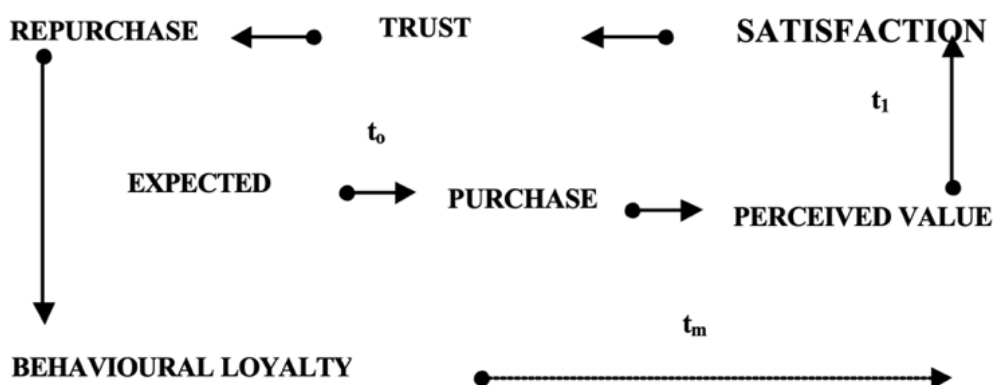 REPURCHASE TRUST SATISFACTION
t1
to
EXPECTED PURCHASE PERCEIVED VALUE
tm
BEHAVIOURAL LOYALTY